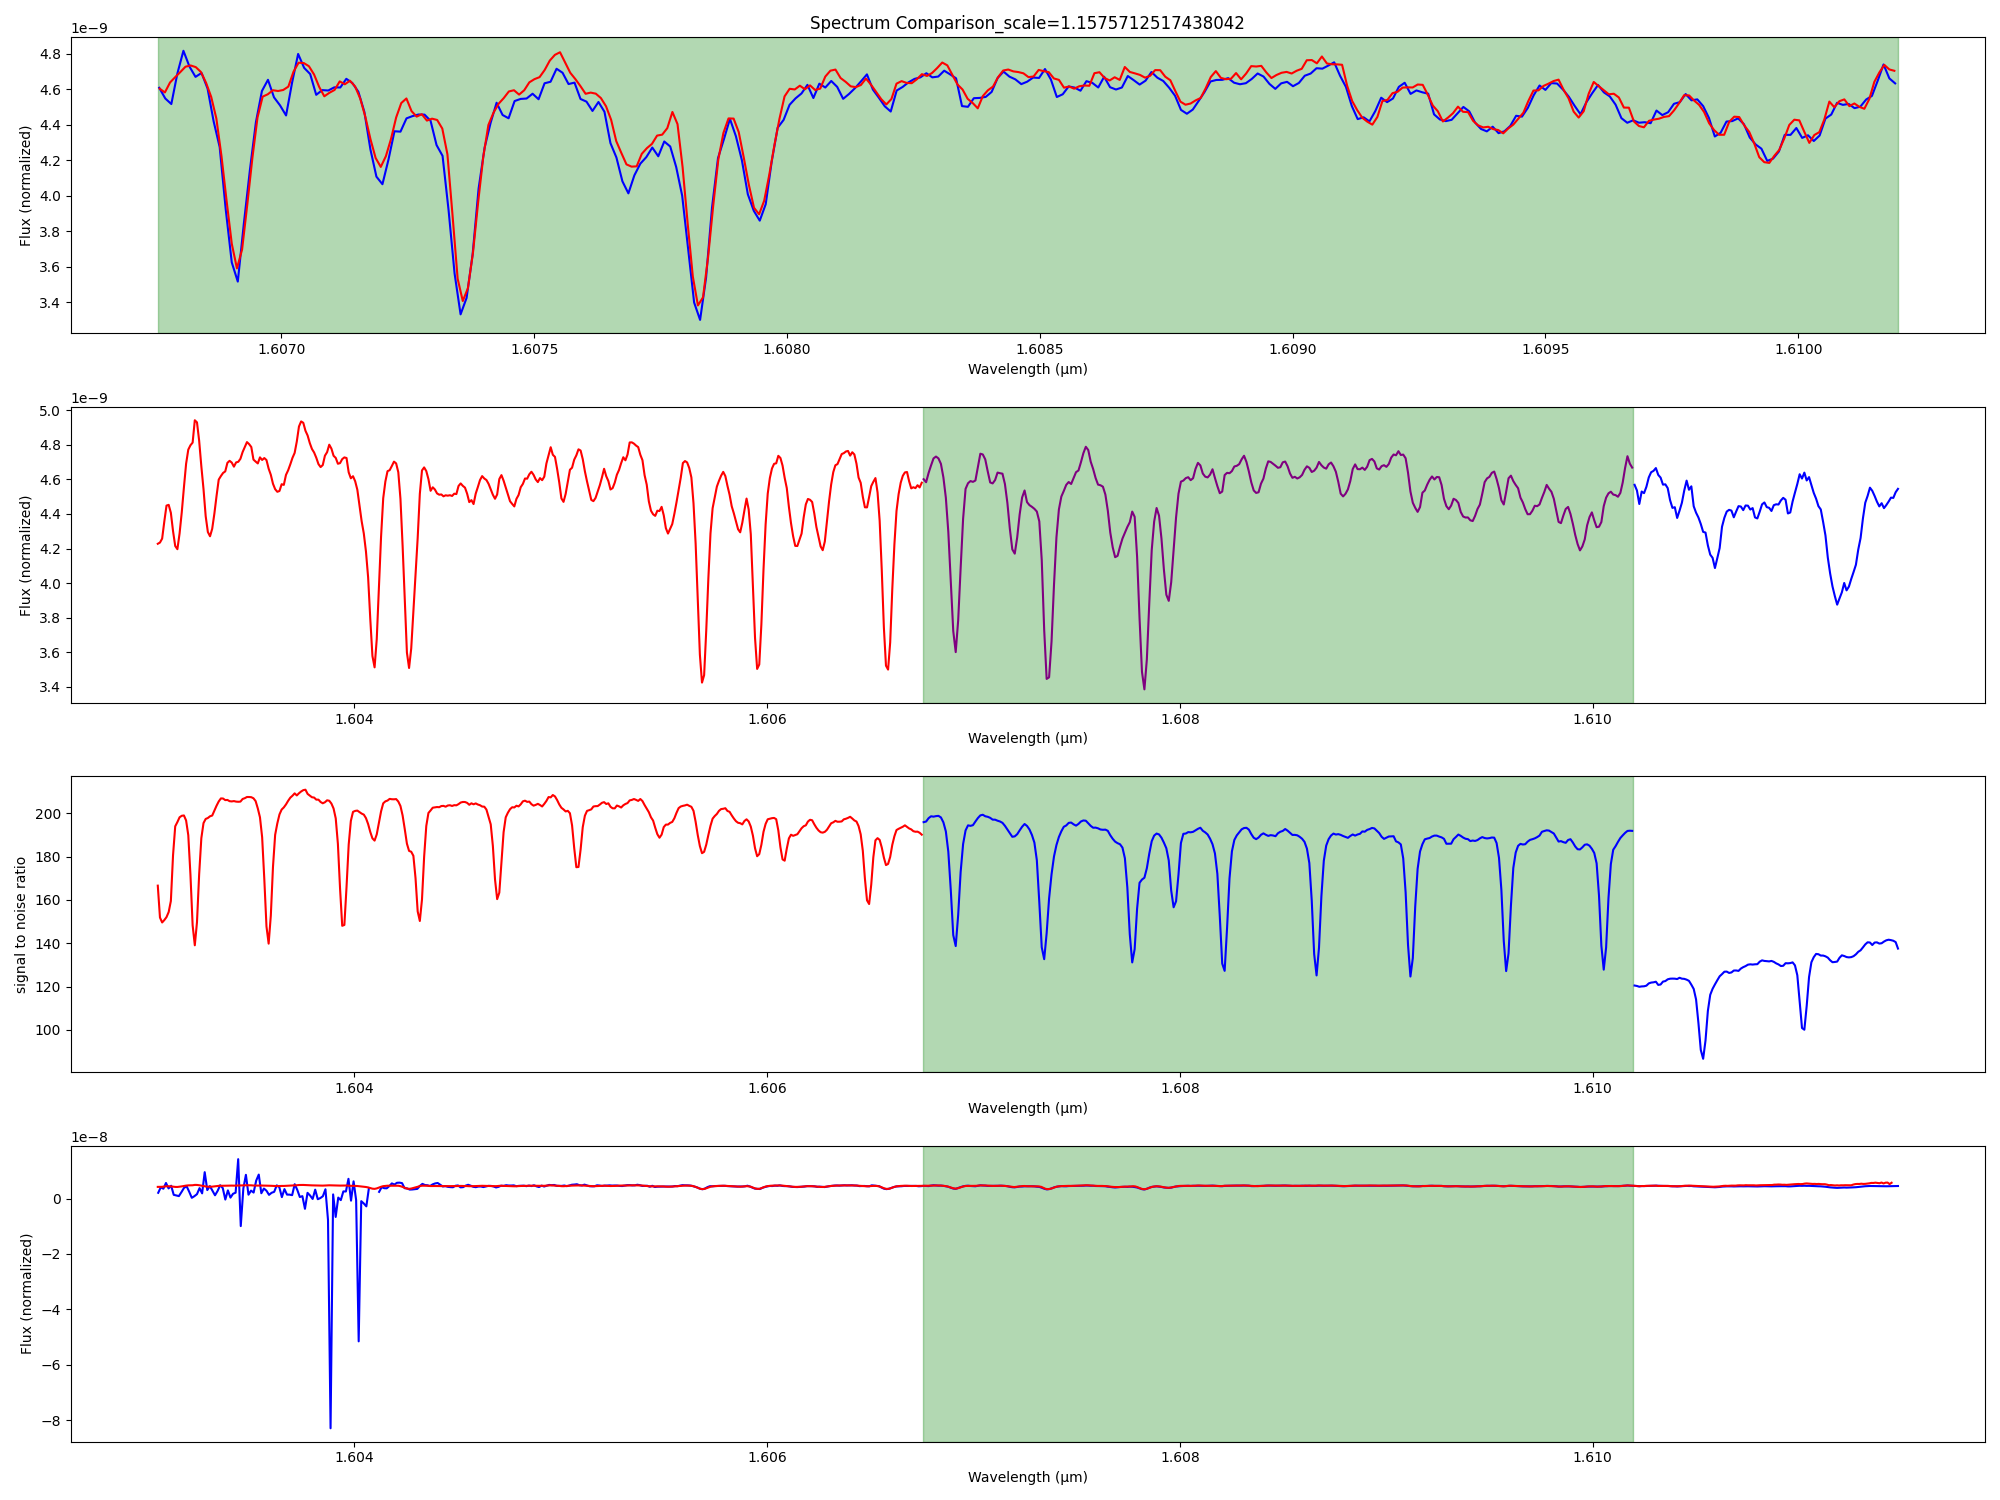 Spectrum Comparison_scale=1.1575712517438042
1e−9
4.8
4.6
4.4
4.2
4.0
3.8
3.6
3.4
Flux (normalized)
1.6070 1.6075 1.6080 1.6085 1.6090 1.6095 1.6100
Wavelength (μm)
1e−9
5.0
4.8
4.6
4.4
4.2
4.0
3.8
3.6
3.4
Flux (normalized)
1.604 1.606 1.608 1.610
Wavelength (μm)
200
180
160
140
120
100
signal to noise ratio
1.604 1.606 1.608 1.610
Wavelength (μm)
1e−8
0
−2
−4
−6
−8
Flux (normalized)
1.604 1.606 1.608 1.610
Wavelength (μm)